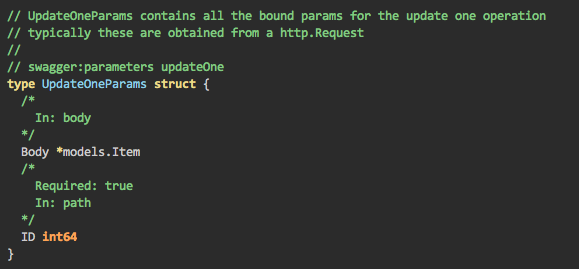 // UpdateOneParams contains all the bound params for the update one operation
// typically these are obtained from a http.Request
//
// swagger:parameters updateOne
type UpdateOneParams struct {
  /*
    In: body
  */
  Body *models.Item
  /*
    Required: true
    In: path
  */
  ID int64
}